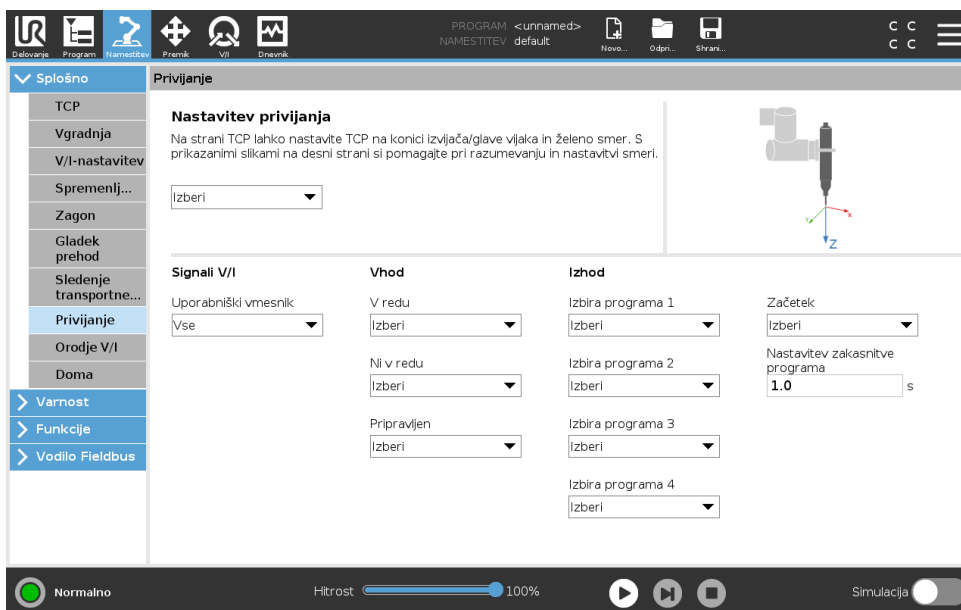 PROGRAM <unnamed>
NAMESTITEV default
Delovanje
Program
Namestitev
Premik
V/I
Dnevnik
Novo...
Odpri...
Shrani...
C C
C C
Splošno
Privijanje
TCP
Vgradnja
V/I-nastavitev
Spremenlj...
Zagon
Gladek
prehod
Sledenje
transportne...
Privijanje
Orodje V/I
Doma
Varnost
Funkcije
Vodilo Fieldbus
Nastavitev privijanja
Na strani TCP lahko nastavite TCP na konici izvijača/glave vijaka in želeno smer. S
prikazanimi slikami na desni strani si pomagajte pri razumevanju in nastavitvi smeri.
Izberi
Y
X
Z
Signali V/I
Vhod
Izhod
Uporabniški vmesnik
Vse
V redu
Izberi
Ni v redu
Izberi
Pripravljen
Izberi
Izbira programa 1
Izberi
Izbira programa 2
Izberi
Izbira programa 3
Izberi
Izbira programa 4
Izberi
Začetek
Izberi
Nastavitev zakasnitve
programa
1.0 s
Normalno
Hitrost
100%
Simulacija